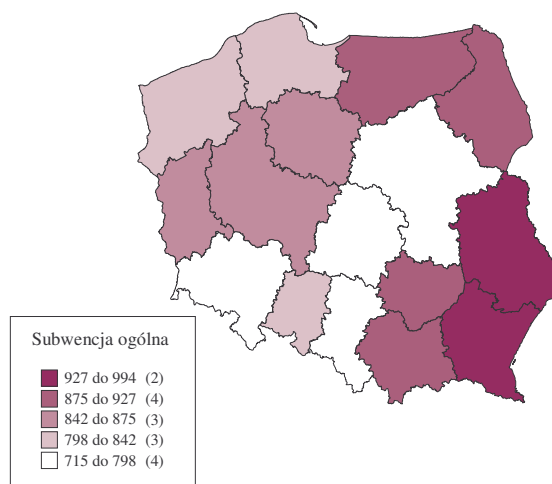 Subwencja ogólna
927 do 994 (2)
875 do 927 (4)
842 do 875 (3)
798 do 842 (3)
715 do 798 (4)